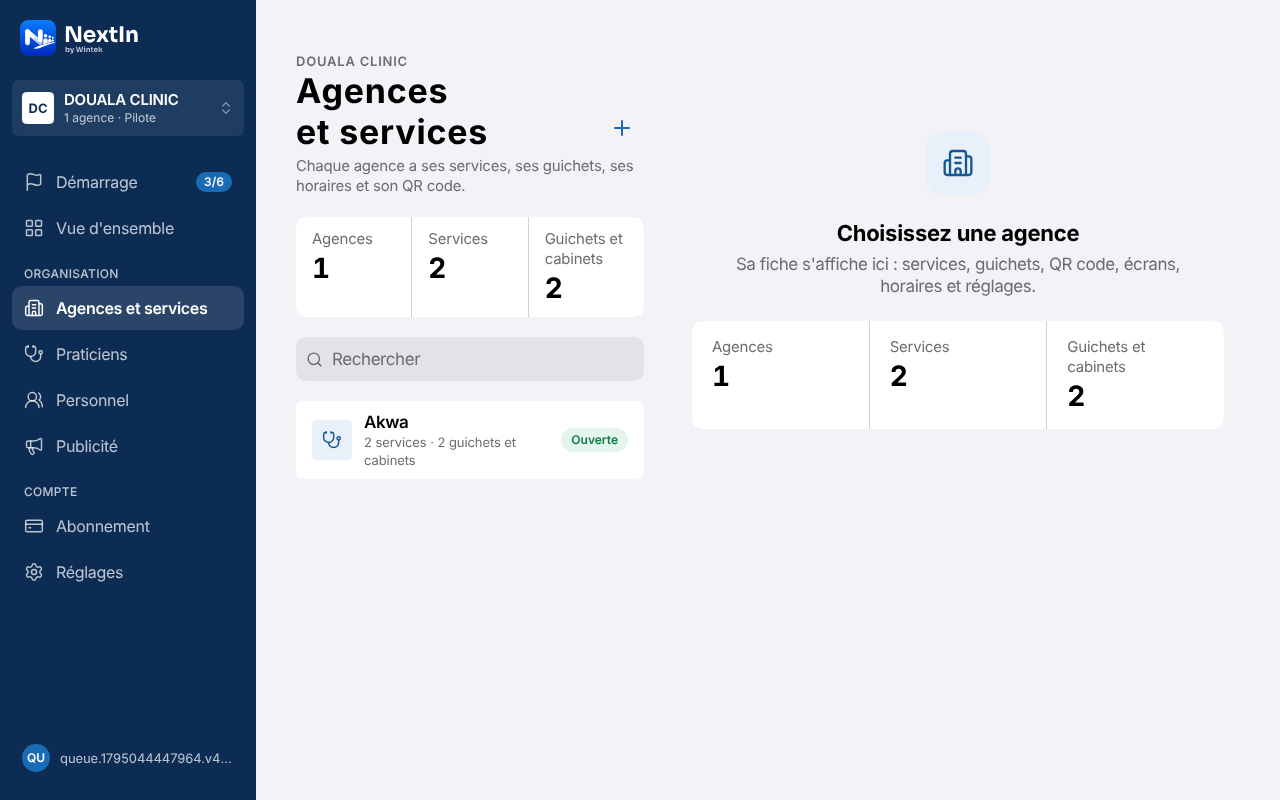 NextIn
by Wintek
DC
DOUALA CLINIC
1 agence · Pilote
Démarrage
3/6
Vue d'ensemble
ORGANISATION
Agences et services
Praticiens
Personnel
Publicité
COMPTE
Abonnement
Réglages
QU
queue.1795044447964.v4...
DOUALA CLINIC
Agences
et services
Chaque agence a ses services, ses guichets, ses
horaires et son QR code.
Agences
1
Services
2
Guichets et
cabinets
2
Rechercher
Akwa
2 services · 2 guichets et
cabinets
Ouverte
Choisissez une agence
Sa fiche s'affiche ici : services, guichets, QR code, écrans,
horaires et réglages.
Agences
1
Services
2
Guichets et
cabinets
2